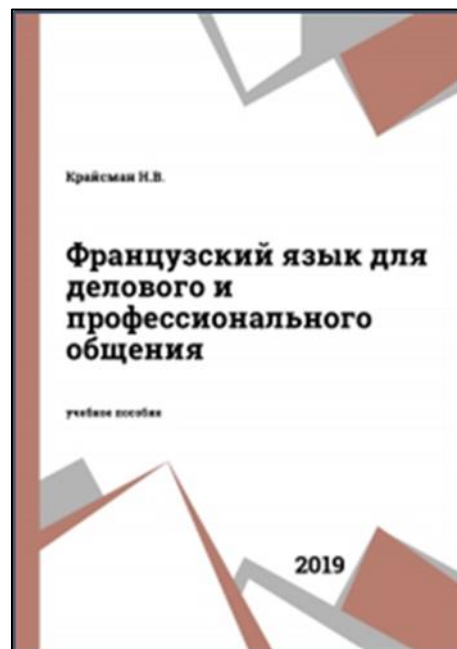 Крайсман Н.В.
Французский язык для
делового и
профессионального
общения
учебное пособие
2019